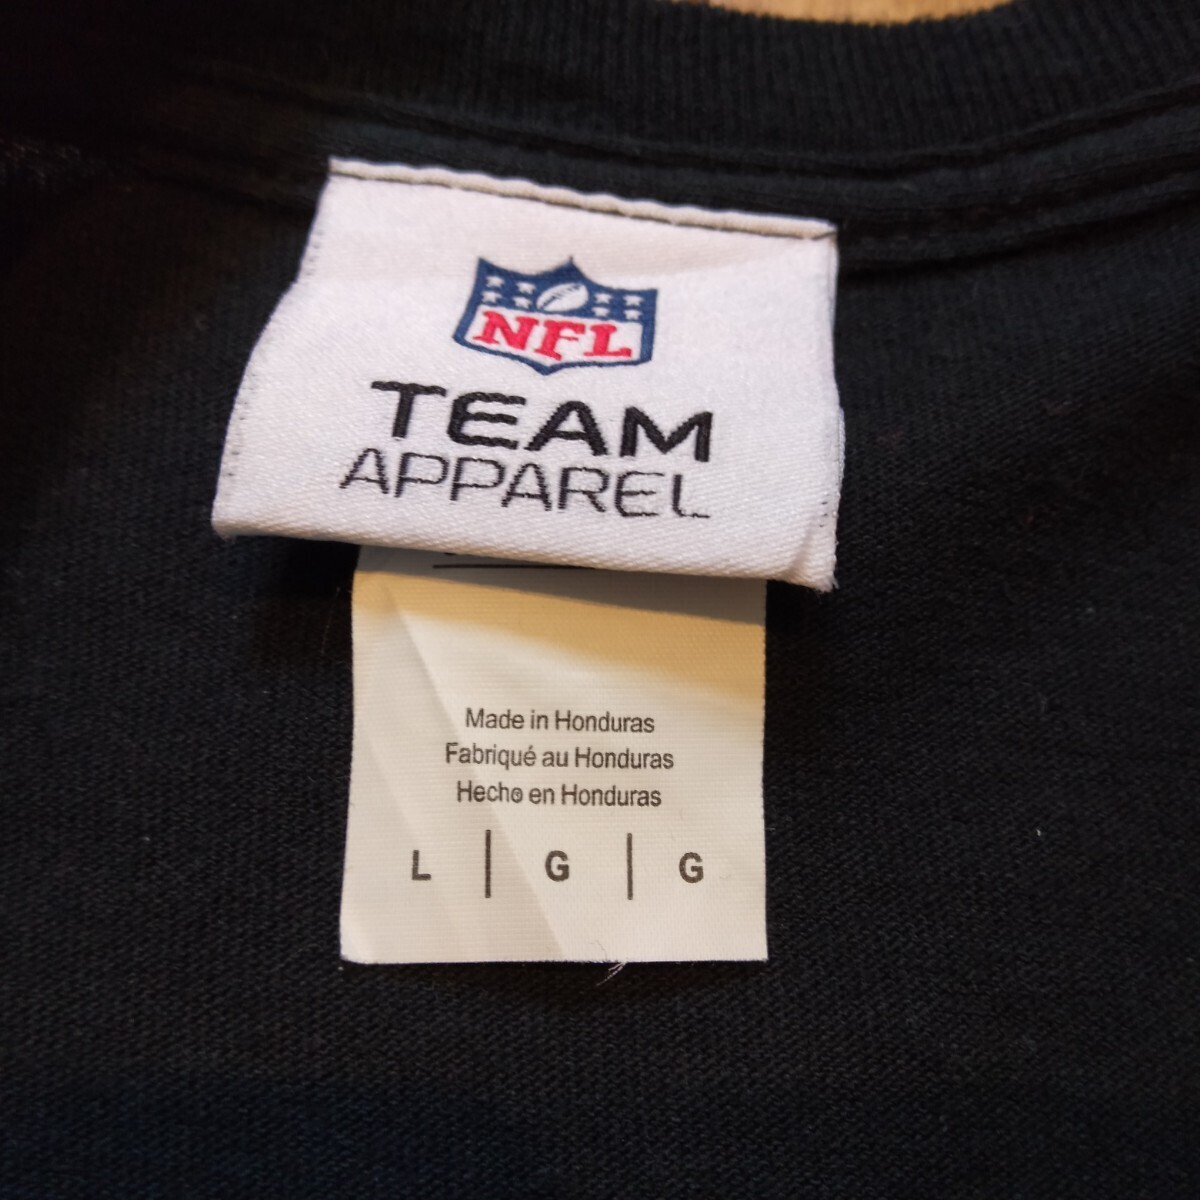 NFL
TEAM
APPAREL
Made in Honduras
Fabriqué au Honduras
Hecho en Honduras
L | G | G